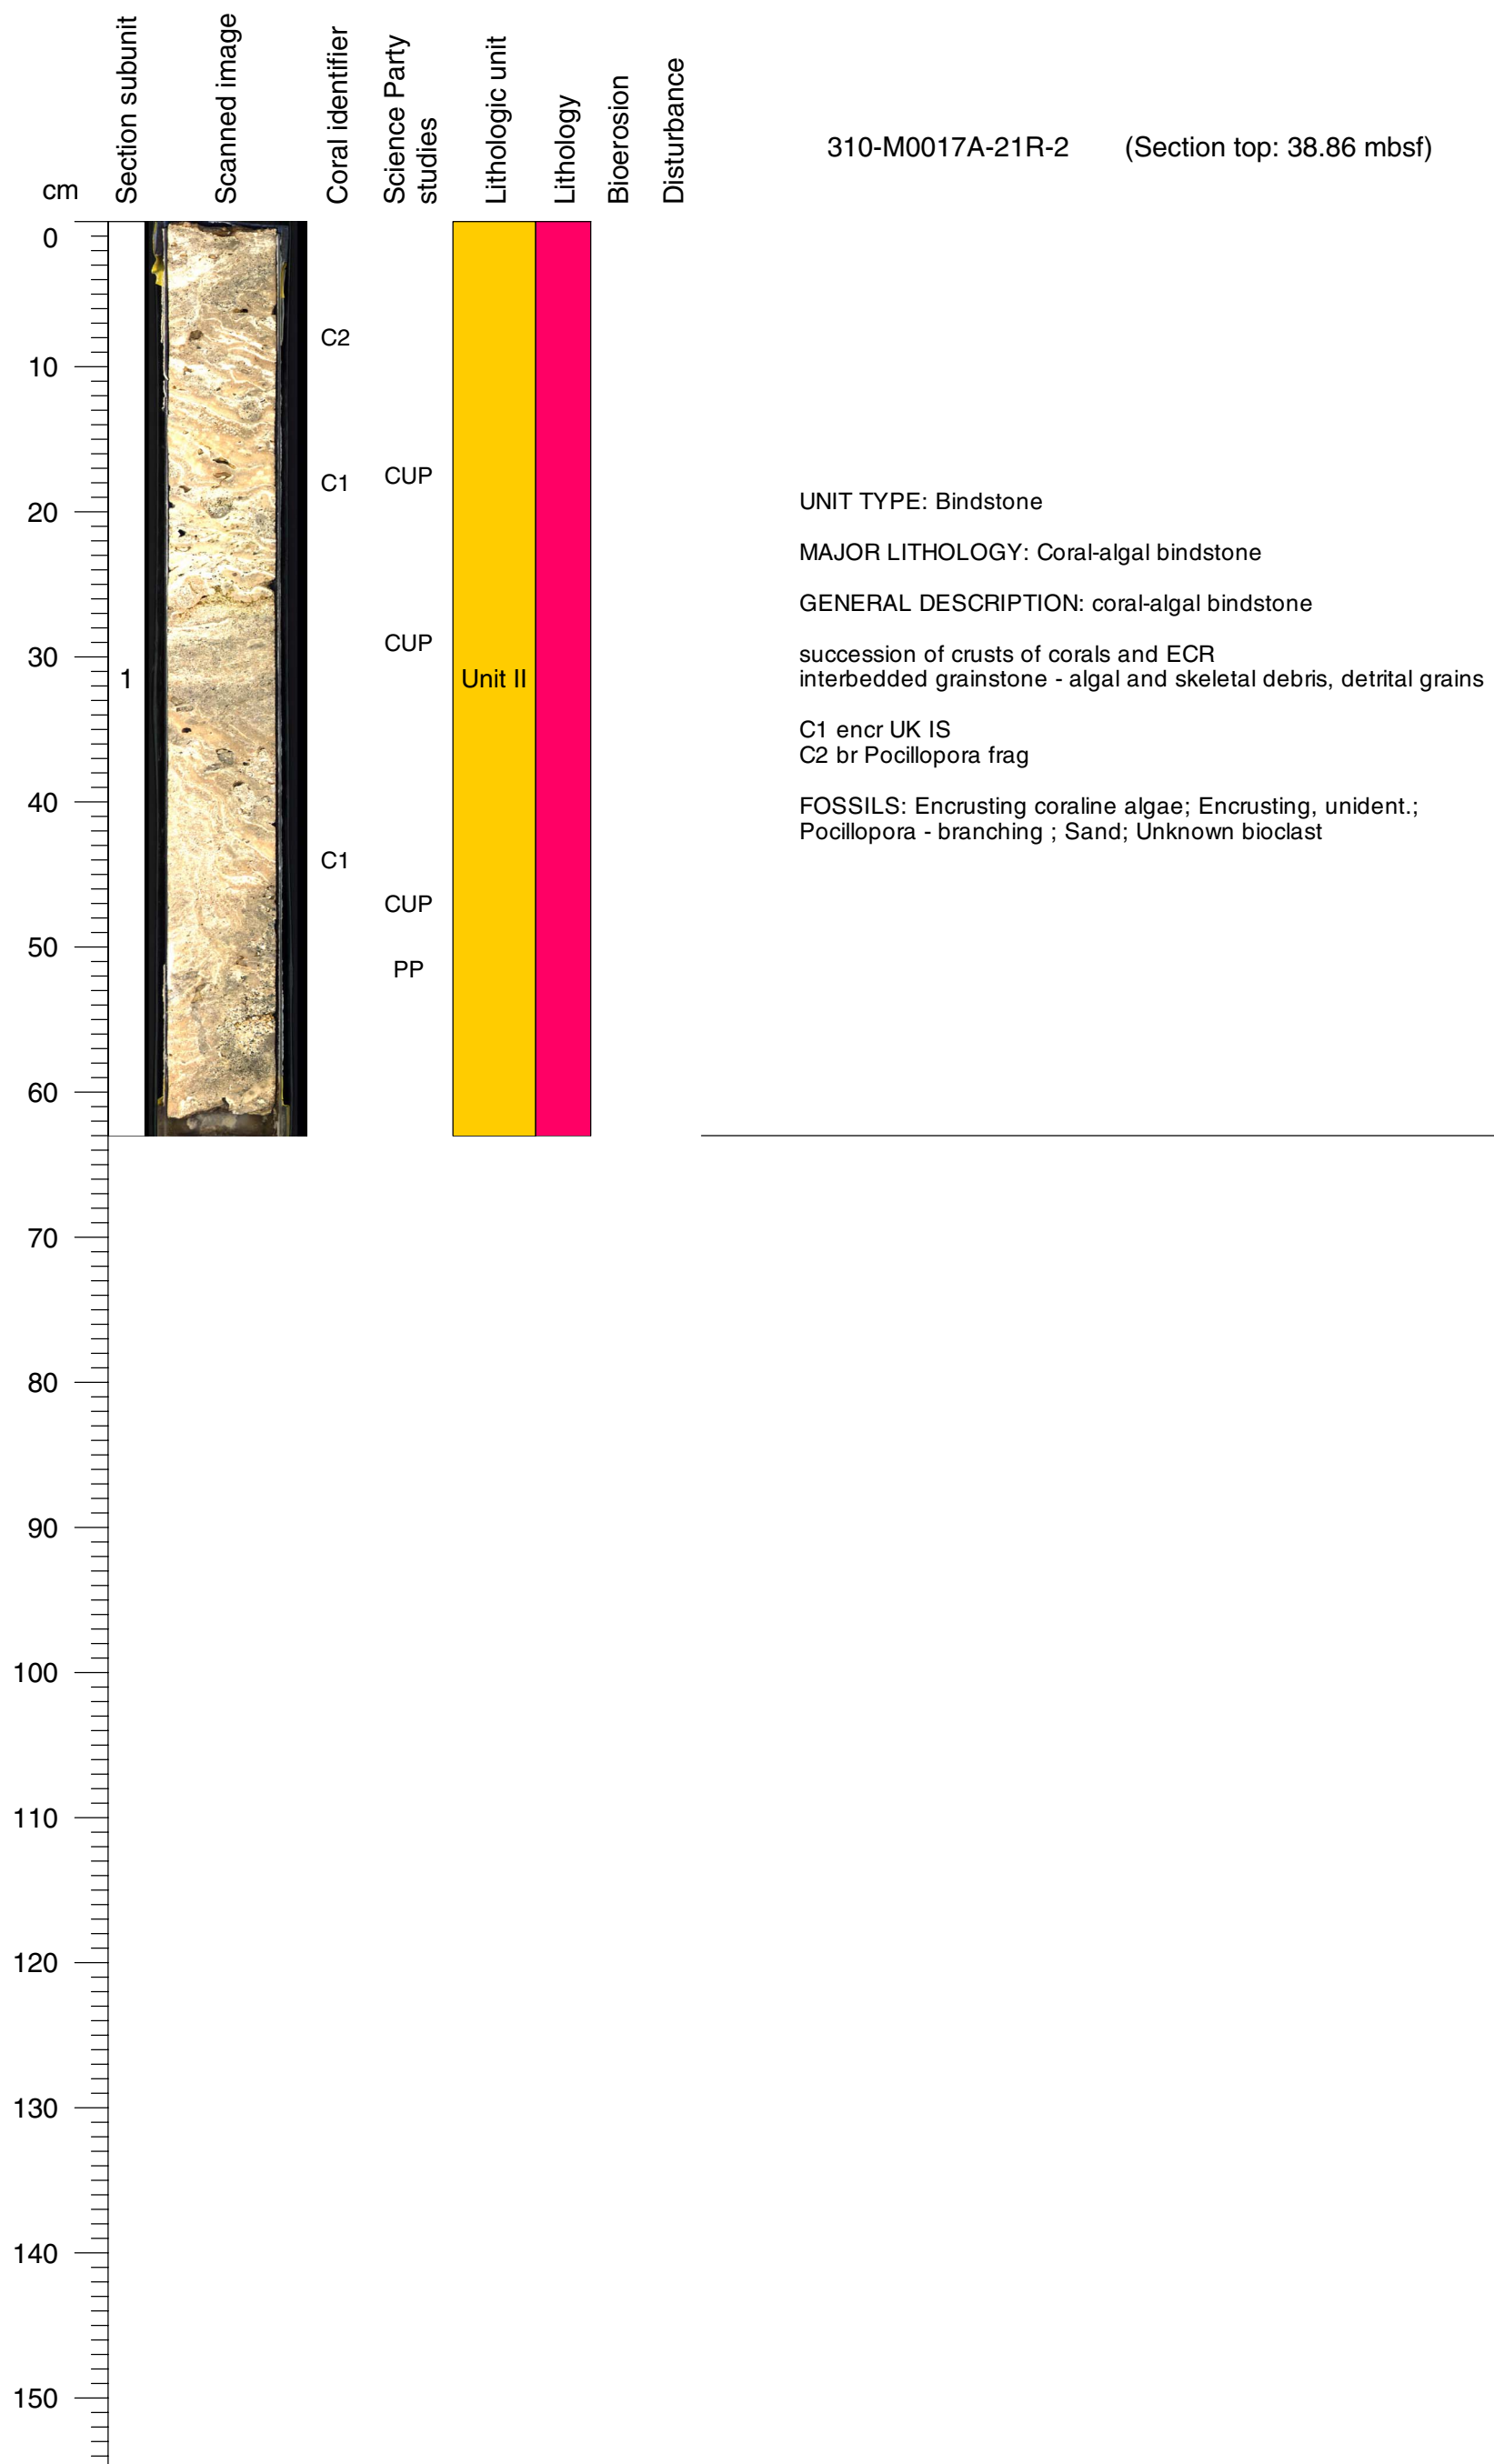 cm
Section subunit
Scanned image
Coral identifier
Science Party
studies
Lithologic unit
Lithology
Bioerosion
Disturbance
310-M0017A-21R-2 (Section top: 38.86 mbsf)
0
10
20
30
40
50
60
70
80
90
100
110
120
130
140
150
1
C2
C1
C1
CUP
CUP
CUP
PP
Unit II
UNIT TYPE: Bindstone
MAJOR LITHOLOGY: Coral-algal bindstone
GENERAL DESCRIPTION: coral-algal bindstone
succession of crusts of corals and ECR
interbedded grainstone - algal and skeletal debris, detrital grains
C1 encr UK IS
C2 br Pocillopora frag
FOSSILS: Encrusting coraline algae; Encrusting, unident.;
Pocillopora - branching ; Sand; Unknown bioclast